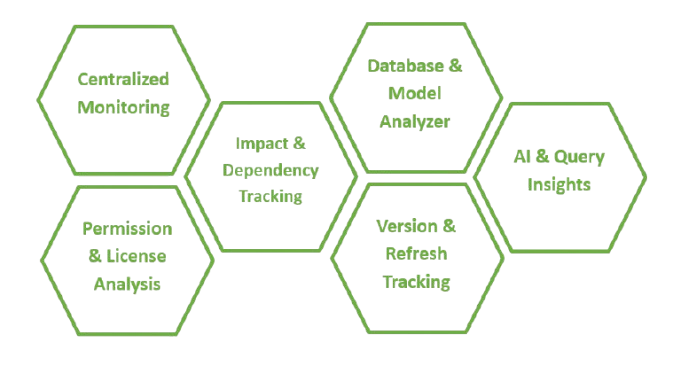 Centralized
Monitoring
Permission
& License
Analysis
Impact &
Dependency
Tracking
Database &
Model
Analyzer
Version &
Refresh
Tracking
AI & Query
Insights